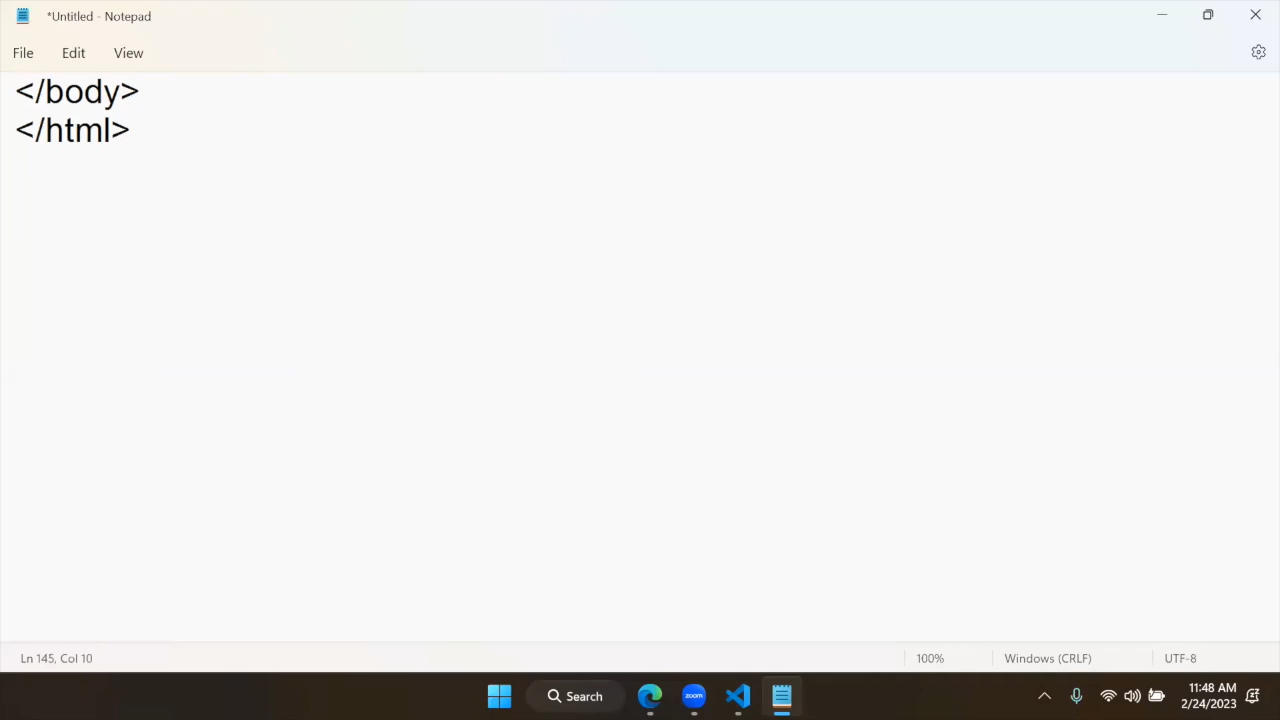 *Untitled - Notepad
File Edit View
</body>
</html>
Ln 145, Col 10 100% Windows (CRLF) UTF-8
Search zoom 11:48 AM
2/24/2023